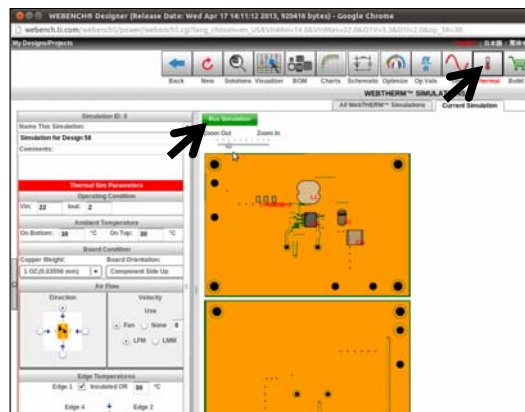 WEBENCH® Designer (Release Date: Wed Apr 17 14:11:12 2013, 920416 bytes) - Google Chrome
My Designs/Projects
Back New Solutions Visualizer BOM Charts Schematic Optimize Op Vals Thermal Build
WEBTHERM™ SIMULAT
All WebTHERM™ Simulations Current Simulation
Simulation ID: 0
Name This Simulation:
Simulation for Design 58
Comments:
Run Simulation
Zoom Out Zoom In
Thermal Sim Parameters
Operating Condition
Vin: 22 Iout: 2
Ambient Temperature
On Bottom: 30 °C On Top: 30 °C
Board Condition
Copper Weight: Board Orientation:
1 OZ.(0.03556 mm) Component Side Up
Air Flow
Direction Velocity
Use
Fan None 0
LFM LMM
Edge Temperatures
Edge 1 Insulated OR 30 °C
Edge 4 Edge 2